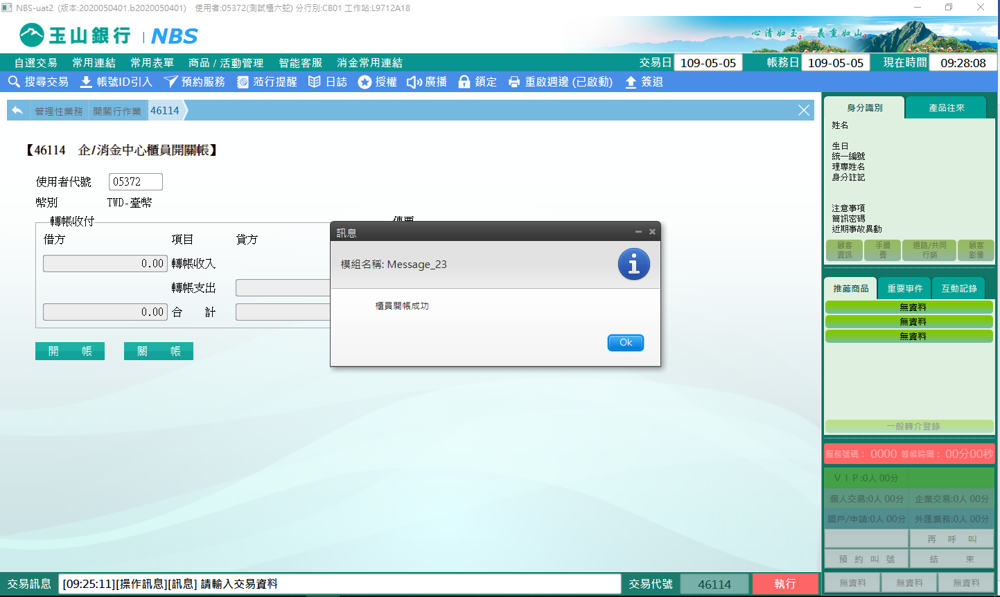 NBS-uat2 (版本:2020050401.b2020050401) 使用者:05372(測試櫃六蛇) 分行別:CB01 工作站:L9712A18
玉山銀行 | NBS
心清如玉。 義重如山。
自選交易 常用連結 常用表單 商品 / 活動管理 智能客服 消金常用連結 交易日 109-05-05 帳務日 109-05-05 現在時間 09:28:08
搜尋交易 帳號ID引入 預約服務 蒞行提醒 日誌 授權 廣播 鎖定 重啟週邊 (已啟動) 簽退
管理性業務 開關行作業 46114
【46114 企/消金中心櫃員開關帳】
使用者代號 05372
幣別 TWD-臺幣
轉帳收付 傳票
借方 項目 貸方
0.00 轉帳收入
轉帳支出
0.00 合 計
開 帳 關 帳
訊息
模組名稱: Message_23
櫃員開帳成功
Ok
身分識別 產品往來
姓名
生日
統一編號
理專姓名
身分註記
注意事項
簡訊密碼
近期事故異動
顧客資訊 手續費 通路/共同行銷 顧客影像
推薦商品 重要事件 互動記錄
無資料
無資料
無資料
一般轉介登錄
服務號碼： 0000 等候時間： 00分00秒
ＶＩＰ:0人 00分
個人交易:0人 00分 企業交易:0人 00分
開戶/申請:0人 00分 外匯業務:0人 00分
再 呼 叫
預 約 叫 號 結 束
無資料 無資料 無資料
交易訊息 [09:25:11][操作訊息][訊息] 請輸入交易資料 交易代號 46114 執行